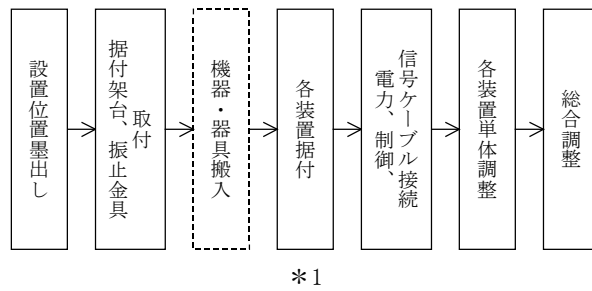 設置位置墨出し
据付架台、振止金具
取付
機器・器具搬入
各装置据付
電力、制御、
信号ケーブル接続
各装置単体調整
総合調整
＊1